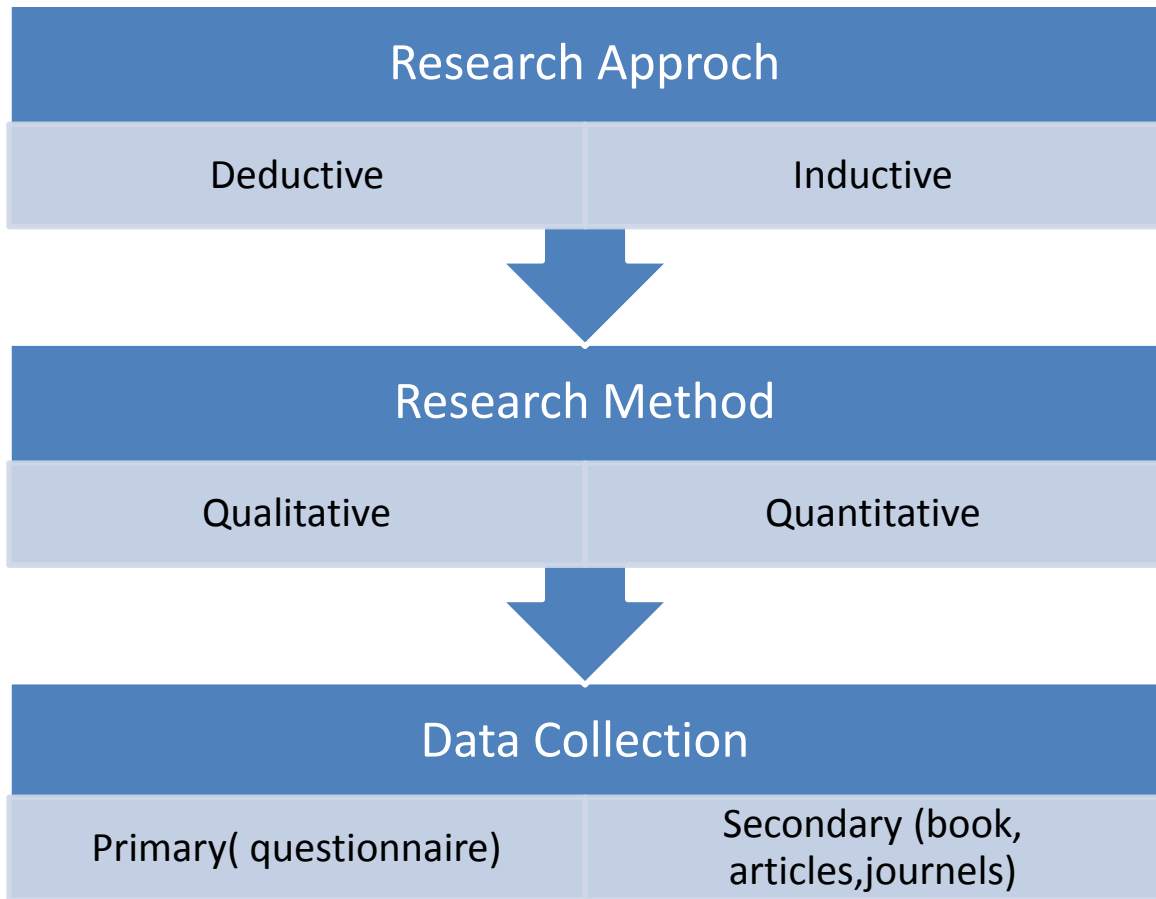 Research Approch
Deductive
Inductive
Research Method
Qualitative
Quantitative
Data Collection
Primary( questionnaire)
Secondary (book,
articles,journels)